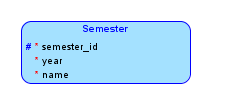 Semester
# * semester_id
* year
* name